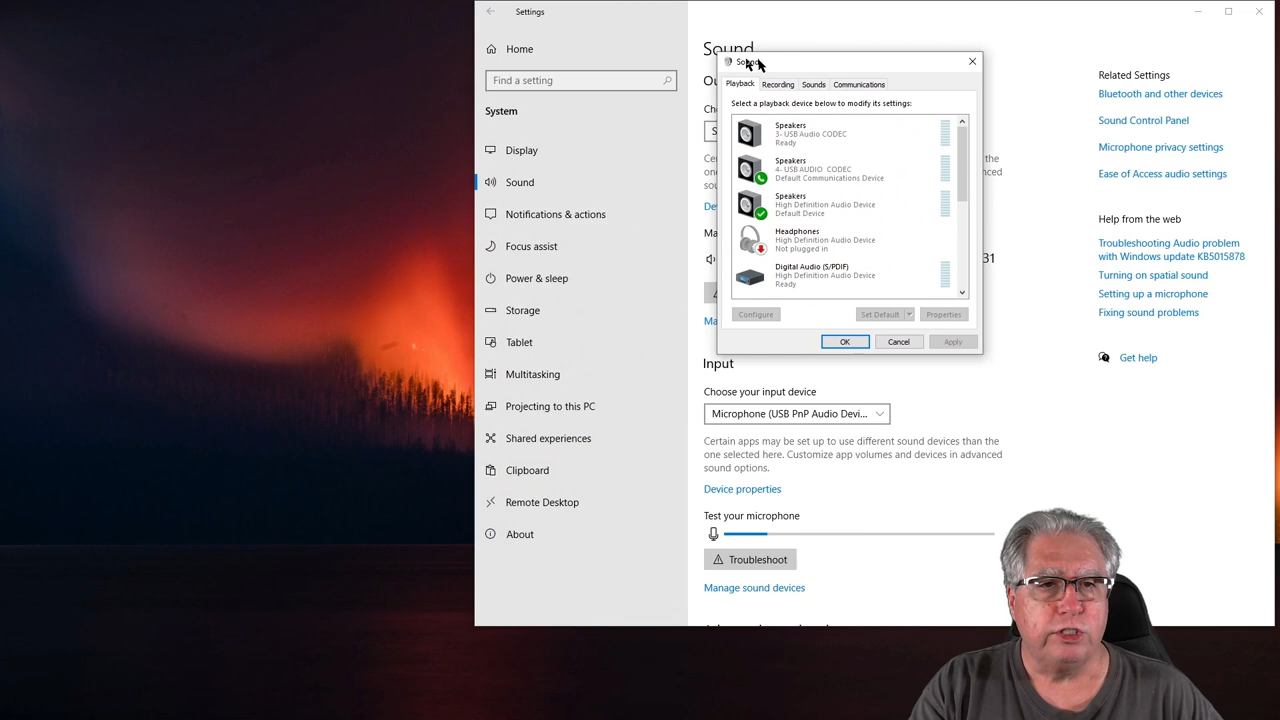 Settings
Home
Find a setting
System
Display
Sound
Notifications & actions
Focus assist
Power & sleep
Storage
Tablet
Multitasking
Projecting to this PC
Shared experiences
Clipboard
Remote Desktop
About
Sound
Sound
Playback
Recording
Sounds
Communications
Select a playback device below to modify its settings:
Speakers
3- USB Audio CODEC
Ready
Speakers
4- USB AUDIO CODEC
Default Communications Device
Speakers
High Definition Audio Device
Default Device
Headphones
High Definition Audio Device
Not plugged in
Digital Audio (S/PDIF)
High Definition Audio Device
Ready
Configure
Set Default
Properties
OK
Cancel
Apply
31
Input
Choose your input device
Microphone (USB PnP Audio Devi...
Certain apps may be set up to use different sound devices than the
one selected here. Customize app volumes and devices in advanced
sound options.
Device properties
Test your microphone
Troubleshoot
Manage sound devices
Related Settings
Bluetooth and other devices
Sound Control Panel
Microphone privacy settings
Ease of Access audio settings
Help from the web
Troubleshooting Audio problem
with Windows update KB5015878
Turning on spatial sound
Setting up a microphone
Fixing sound problems
Get help